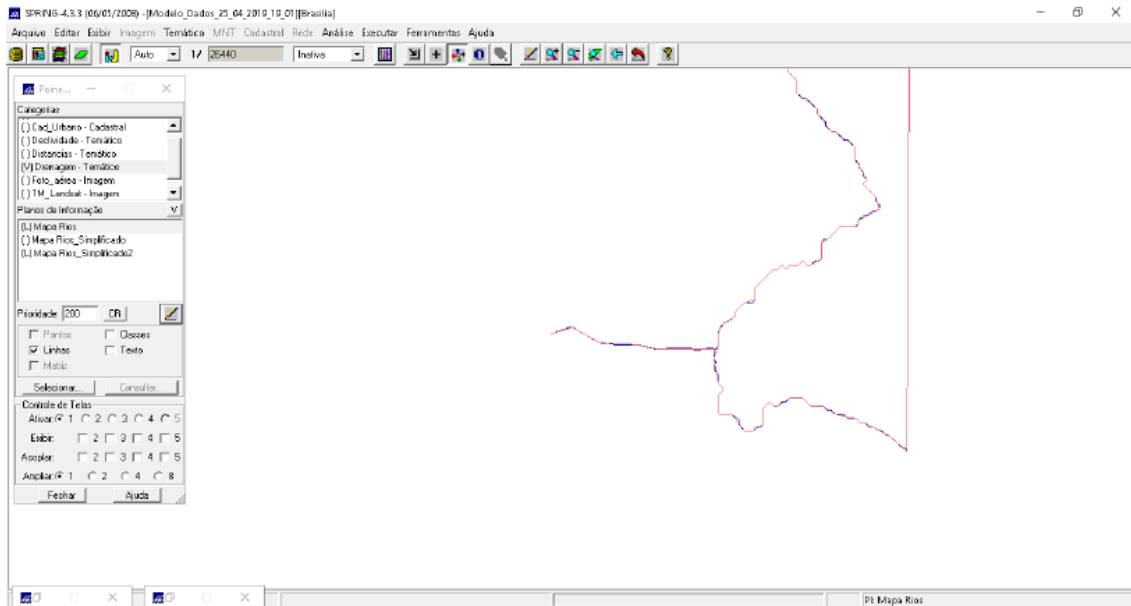 SPRING-4.3.3 (06/05/2008) -[Modelo_Dados_25_04_2019_19_01][Brasilia]
Arquivo Editar Exibir Imagem Temático MNT Cadastral Rede Análise Executar Ferramentas Ajuda
Auto 1/ 26440 Inativa
Paine...
Categorias
( ) Cad_Urbano - Cadastral
( ) Declividade - Temático
( ) Distancias - Temático
(V) Drenagem - Temático
( ) Foto_aérea - Imagem
( ) TM_Landsat - Imagem
Planos de Informação V
(L) Mapa Rios
( ) Mapa Rios_Simplificado
(L) Mapa Rios_Simplificado2
Prioridade: 200 CR
Pontos Classes
Linhas Texto
Matriz
Selecionar... Consultar...
Controle de Telas
Ativar: 1 2 3 4 5
Exibir: 2 3 4 5
Acoplar: 2 3 4 5
Ampliar: 1 2 4 8
Fechar Ajuda
PI: Mapa Rios